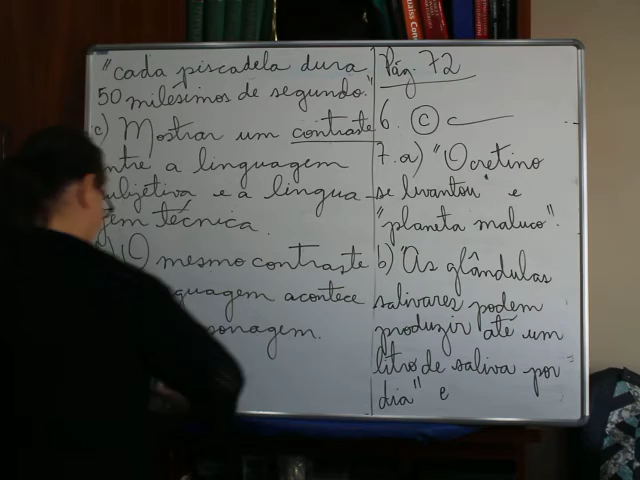 Pág. 72
6. C
7. a) "O cretino
se levantou" e
"planeta maluco".
b) "As glândulas
salivares podem
produzir até um
litro de saliva por
dia" e
"cada piscadela dura
50 milésimos de segundo."
c) Mostrar um contraste
entre a linguagem
subjetiva e a lingua-
gem técnica.
O mesmo contraste
acontece